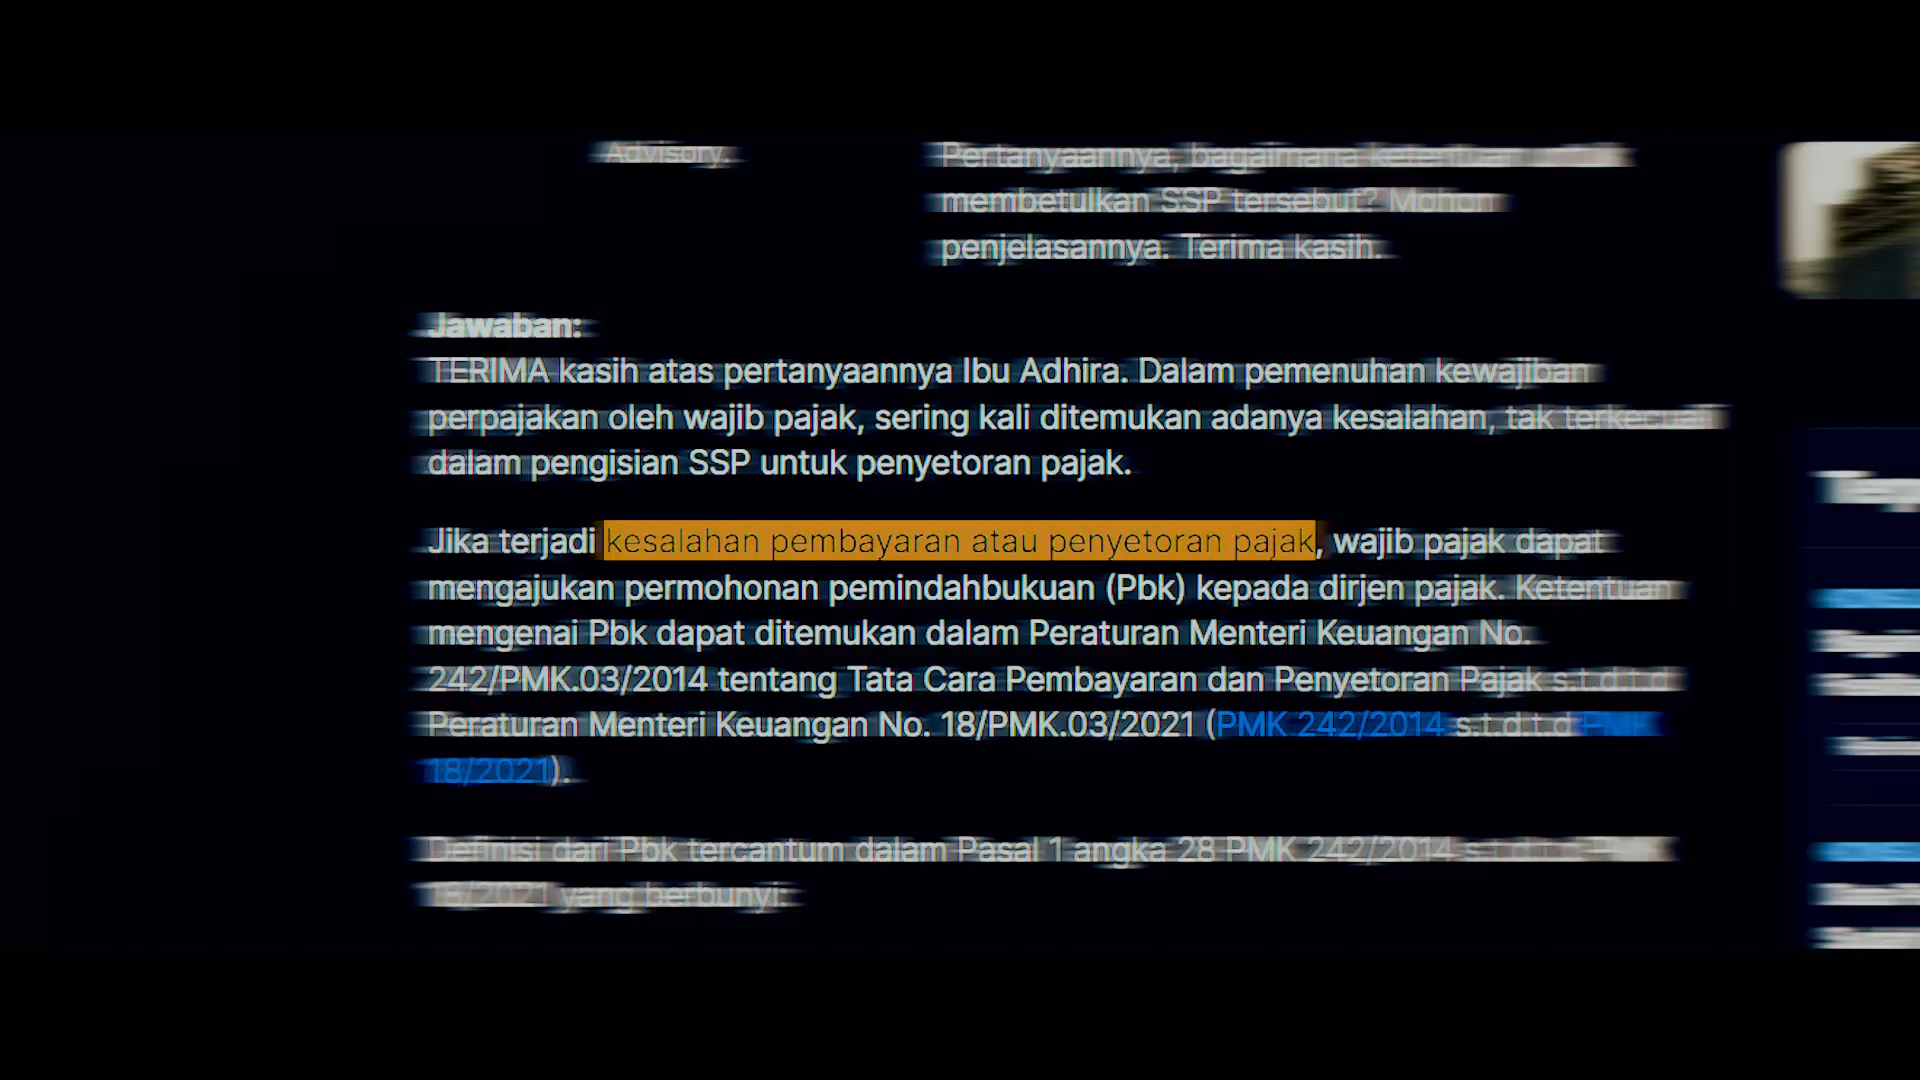 Advisory.
Pertanyaannya, bagaimana ketentuan untuk
membetulkan SSP tersebut? Mohon
penjelasannya. Terima kasih.
Jawaban:
TERIMA kasih atas pertanyaannya Ibu Adhira. Dalam pemenuhan kewajiban
perpajakan oleh wajib pajak, sering kali ditemukan adanya kesalahan, tak terkecuali
dalam pengisian SSP untuk penyetoran pajak.
Jika terjadi kesalahan pembayaran atau penyetoran pajak, wajib pajak dapat
mengajukan permohonan pemindahbukuan (Pbk) kepada dirjen pajak. Ketentuan
mengenai Pbk dapat ditemukan dalam Peraturan Menteri Keuangan No.
242/PMK.03/2014 tentang Tata Cara Pembayaran dan Penyetoran Pajak s.t.d.t.d
Peraturan Menteri Keuangan No. 18/PMK.03/2021 (PMK 242/2014 s.t.d.t.d PMK
18/2021).
Definisi dari Pbk tercantum dalam Pasal 1 angka 28 PMK 242/2014 s.t.d.t.d PMK
18/2021 yang berbunyi: